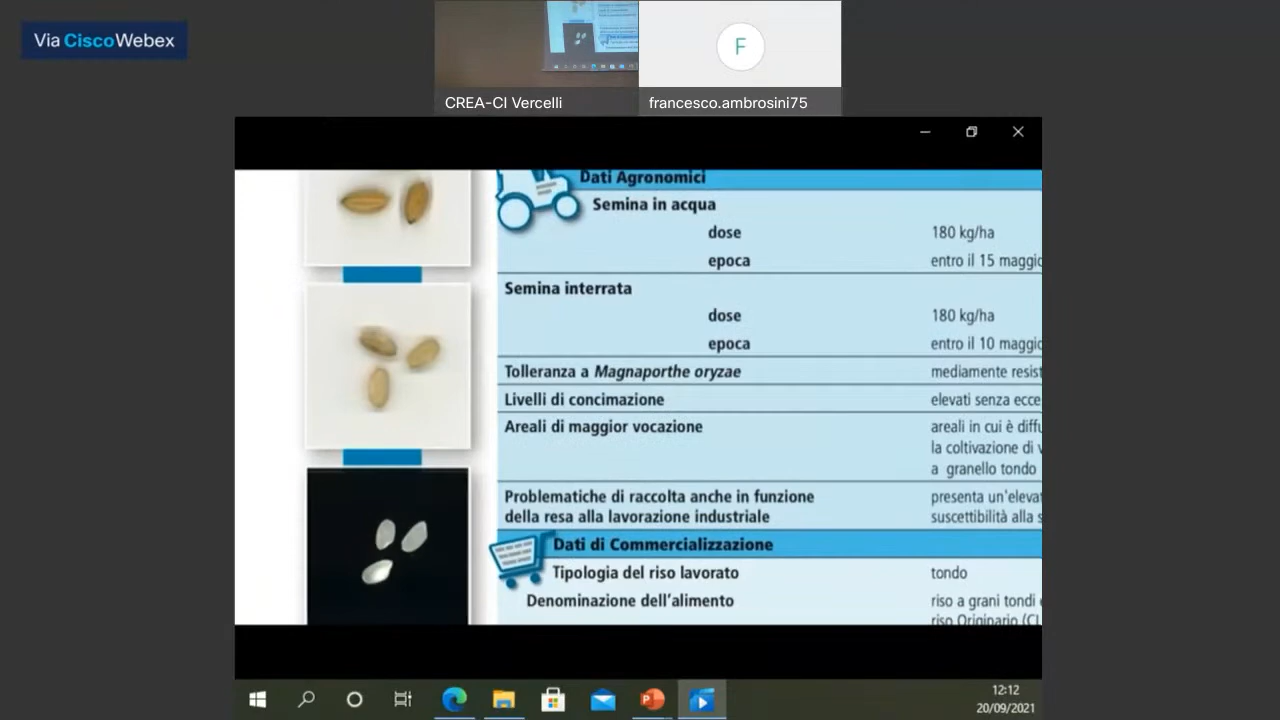 Via CiscoWebex
F
CREA-CI Vercelli
francesco.ambrosini75
Dati Agronomici
Semina in acqua
dose 180 kg/ha
epoca entro il 15 maggio
Semina interrata
dose 180 kg/ha
epoca entro il 10 maggio
Tolleranza a Magnaporthe oryzae mediamente resist
Livelli di concimazione elevati senza ecce
Areali di maggior vocazione areali in cui è diffu
la coltivazione di v
a granello tondo
Problematiche di raccolta anche in funzione presenta un'eleva
della resa alla lavorazione industriale suscettibilità alla s
Dati di Commercializzazione
Tipologia del riso lavorato tondo
Denominazione dell'alimento riso a grani tondi
riso Originario (CL
12:12
20/09/2021